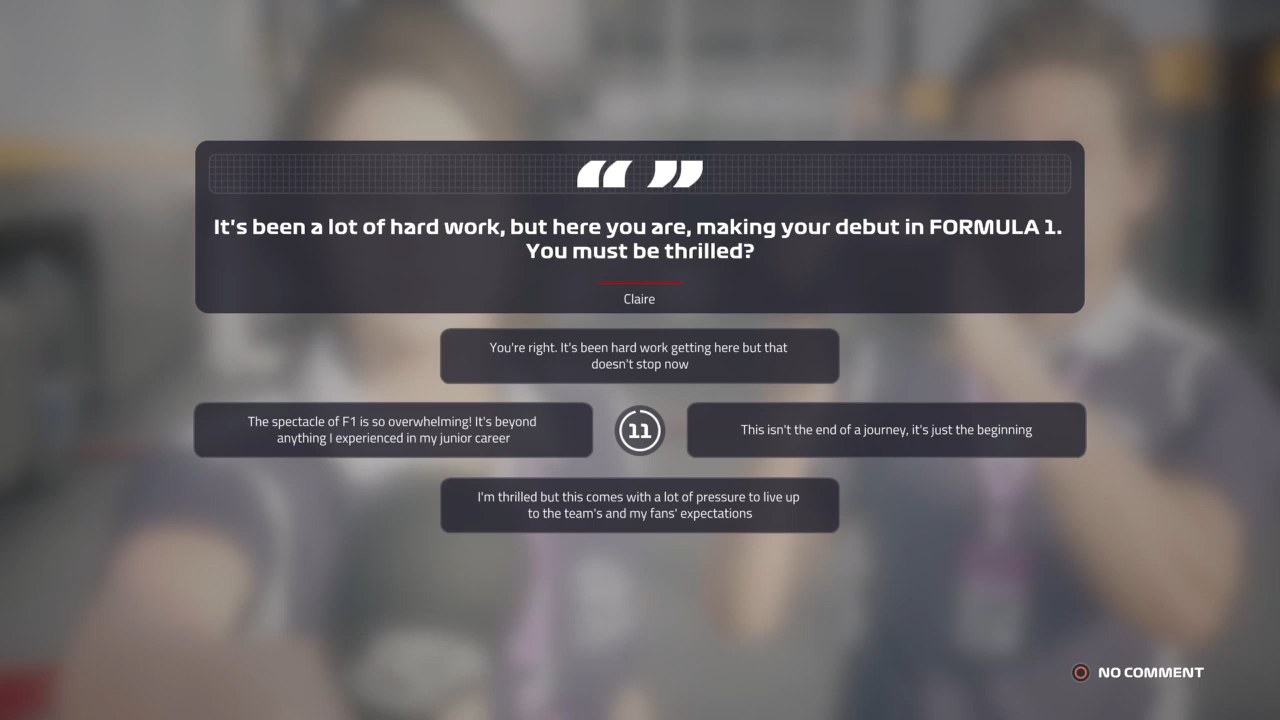 “ ”
It's been a lot of hard work, but here you are, making your debut in FORMULA 1.
You must be thrilled?
Claire
You're right. It's been hard work getting here but that
doesn't stop now
The spectacle of F1 is so overwhelming! It's beyond
anything I experienced in my junior career
11
This isn't the end of a journey, it's just the beginning
I'm thrilled but this comes with a lot of pressure to live up
to the team's and my fans' expectations
NO COMMENT